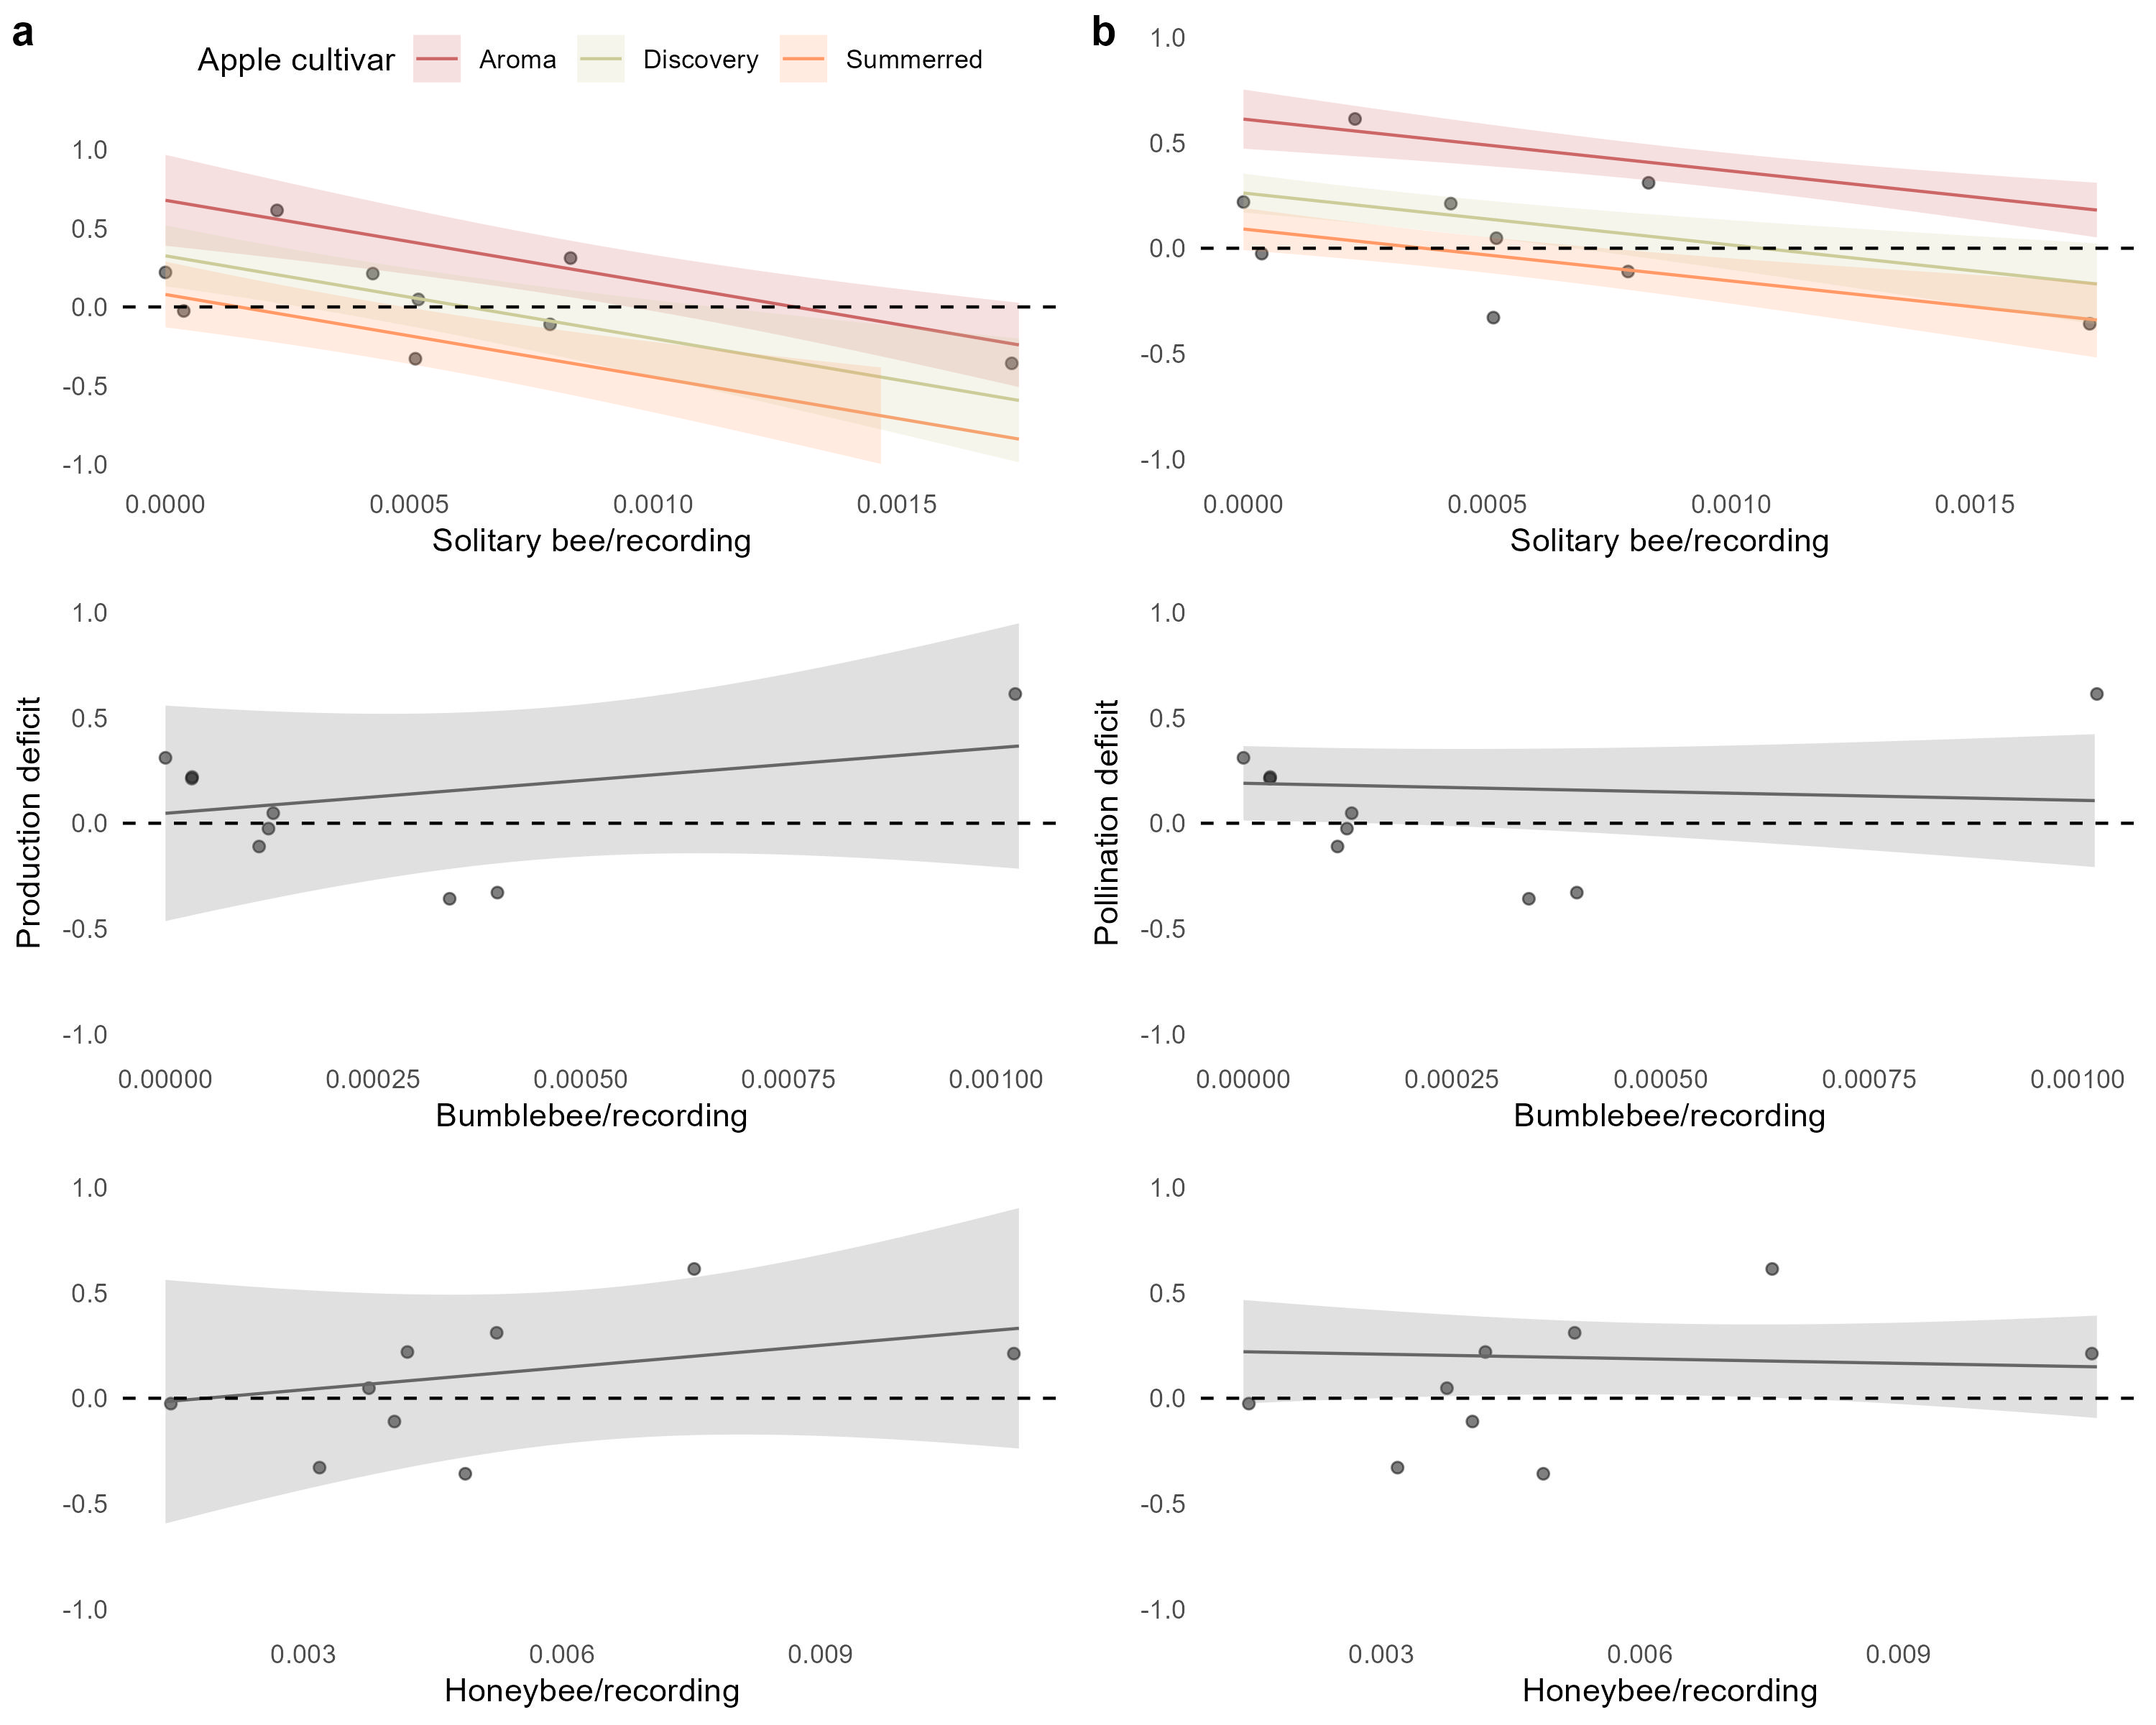 a
Apple cultivar Aroma Discovery Summerred
1.0
0.5
0.0
-0.5
-1.0
0.0000 0.0005 0.0010 0.0015
Solitary bee/recording
Production deficit
1.0
0.5
0.0
-0.5
-1.0
0.00000 0.00025 0.00050 0.00075 0.00100
Bumblebee/recording
1.0
0.5
0.0
-0.5
-1.0
0.003 0.006 0.009
Honeybee/recording
b
1.0
0.5
0.0
-0.5
-1.0
0.0000 0.0005 0.0010 0.0015
Solitary bee/recording
Pollination deficit
1.0
0.5
0.0
-0.5
-1.0
0.00000 0.00025 0.00050 0.00075 0.00100
Bumblebee/recording
1.0
0.5
0.0
-0.5
-1.0
0.003 0.006 0.009
Honeybee/recording